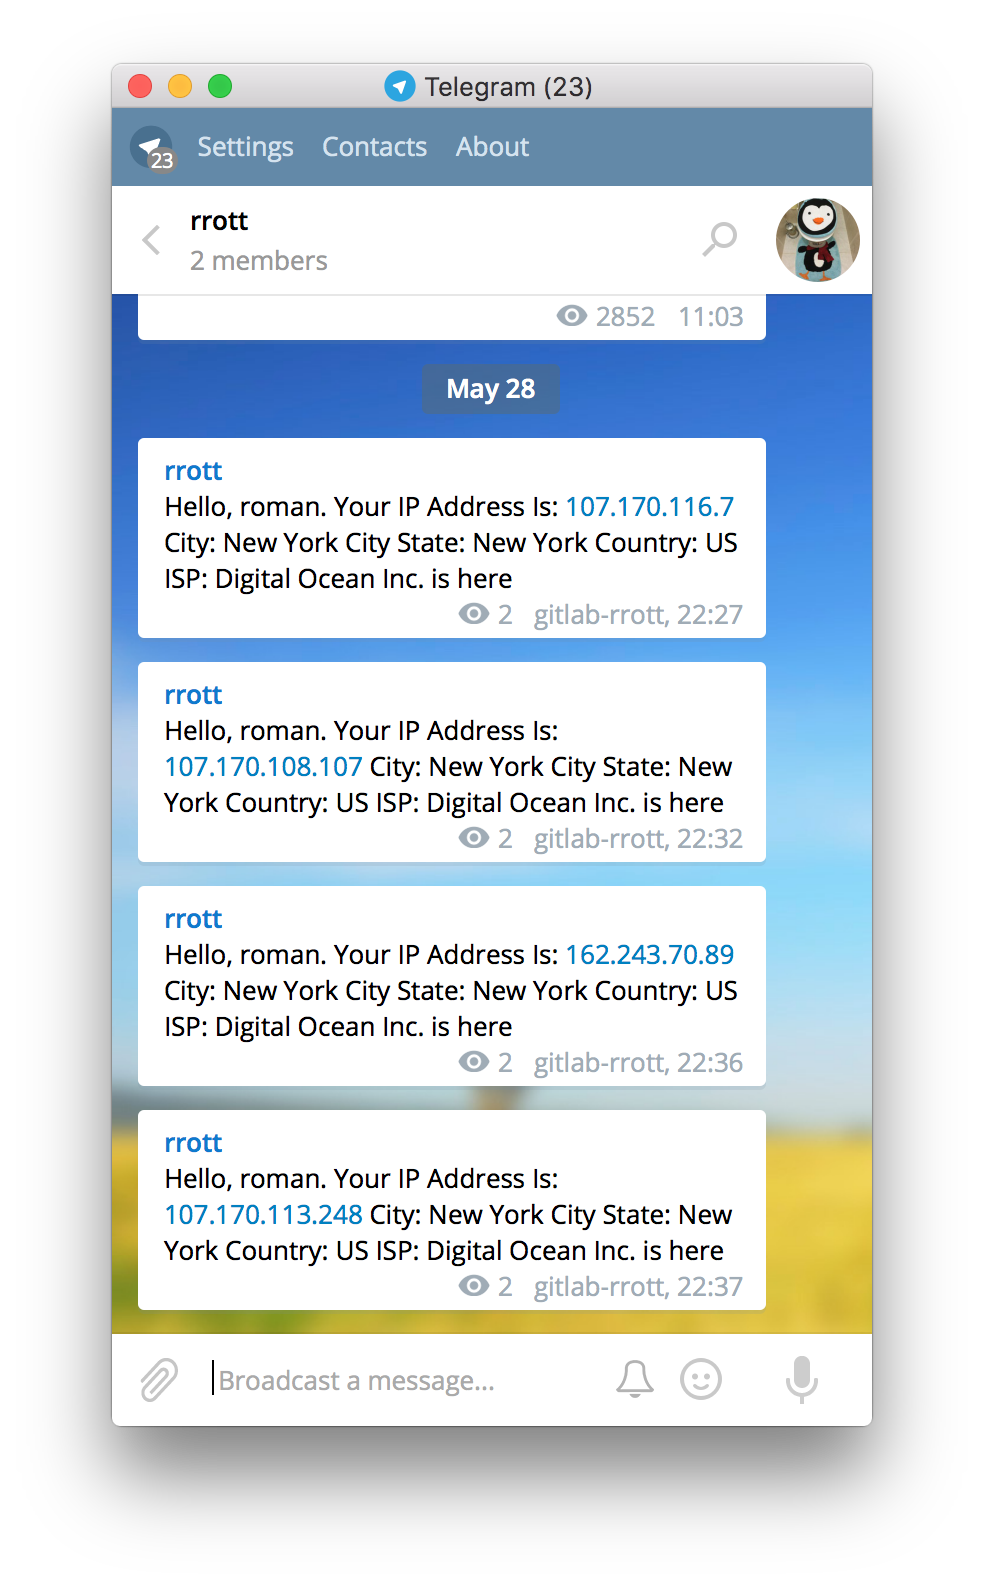 Telegram (23)
23 Settings Contacts About
rrott
2 members
2852 11:03
May 28
rrott
Hello, roman. Your IP Address Is: 107.170.116.7
City: New York City State: New York Country: US
ISP: Digital Ocean Inc. is here
2 gitlab-rrott, 22:27
rrott
Hello, roman. Your IP Address Is:
107.170.108.107 City: New York City State: New
York Country: US ISP: Digital Ocean Inc. is here
2 gitlab-rrott, 22:32
rrott
Hello, roman. Your IP Address Is: 162.243.70.89
City: New York City State: New York Country: US
ISP: Digital Ocean Inc. is here
2 gitlab-rrott, 22:36
rrott
Hello, roman. Your IP Address Is:
107.170.113.248 City: New York City State: New
York Country: US ISP: Digital Ocean Inc. is here
2 gitlab-rrott, 22:37
Broadcast a message...